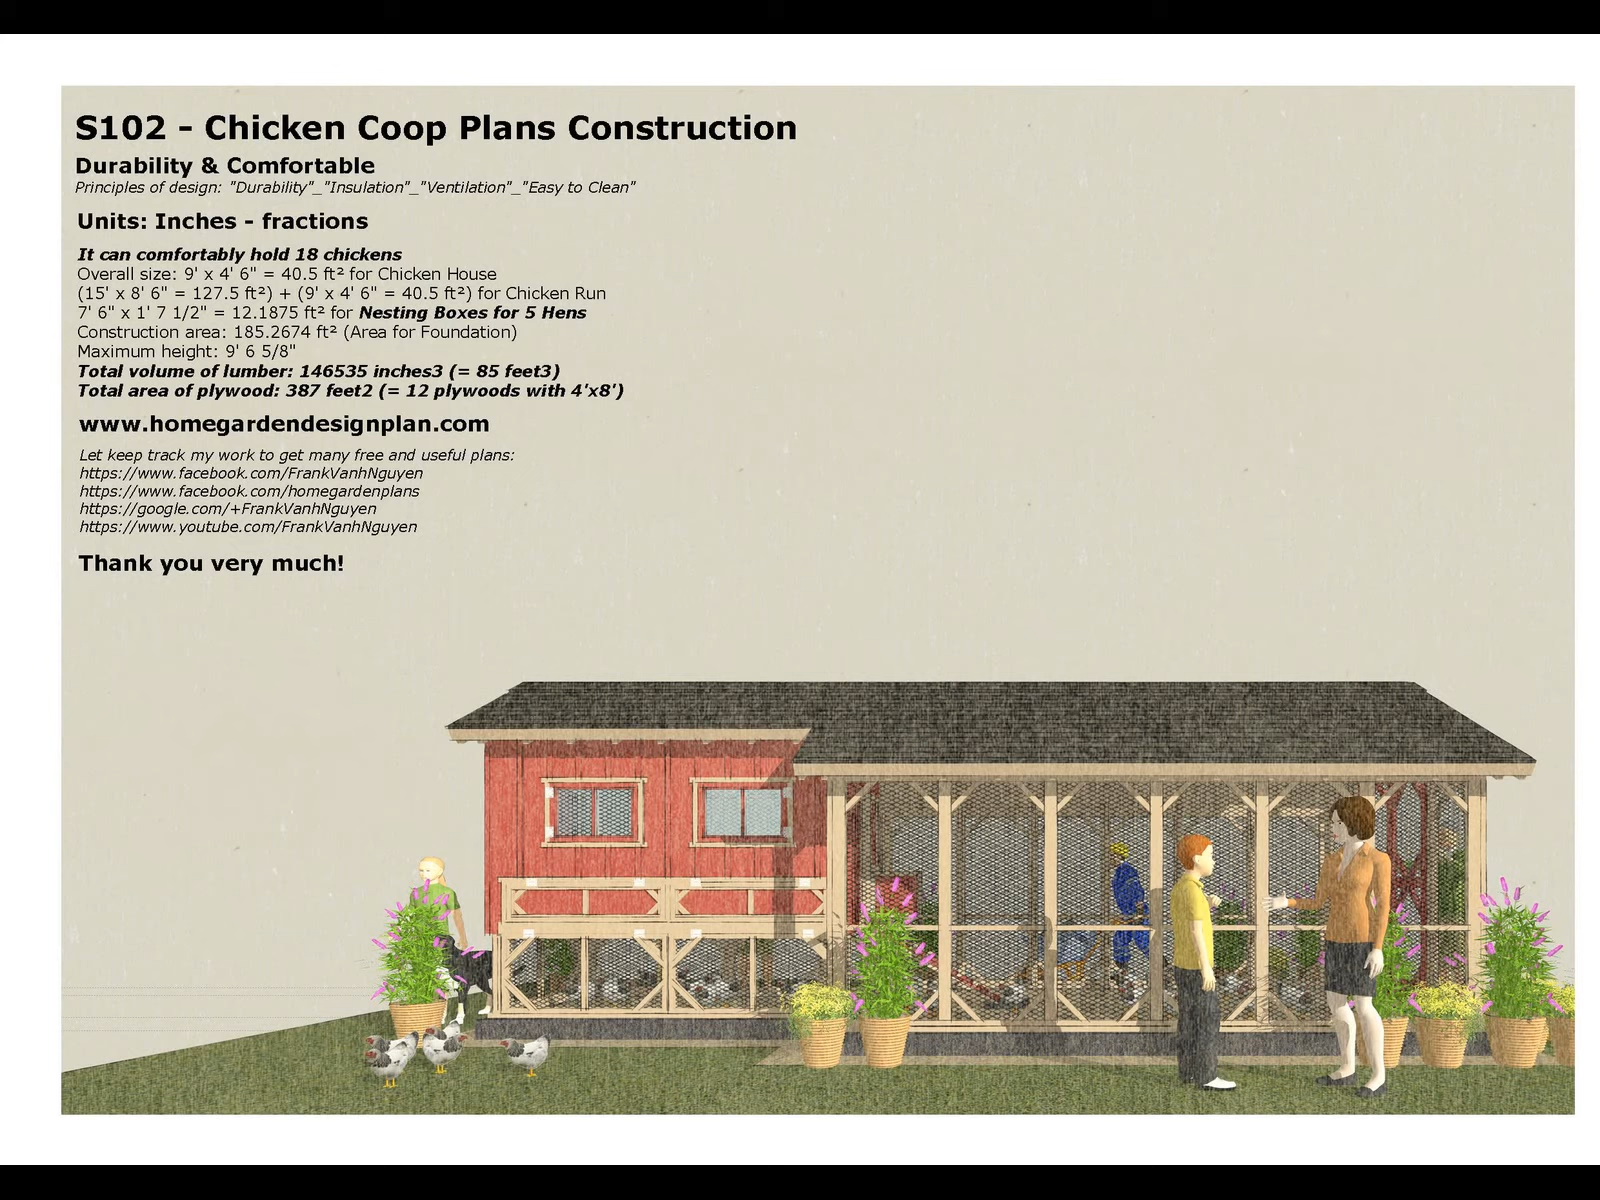 S102 - Chicken Coop Plans Construction
Durability & Comfortable
Principles of design: "Durability"_"Insulation"_"Ventilation"_"Easy to Clean"
Units: Inches - fractions
It can comfortably hold 18 chickens
Overall size: 9' x 4' 6" = 40.5 ft² for Chicken House
(15' x 8' 6" = 127.5 ft²) + (9' x 4' 6" = 40.5 ft²) for Chicken Run
7' 6" x 1' 7 1/2" = 12.1875 ft² for Nesting Boxes for 5 Hens
Construction area: 185.2674 ft² (Area for Foundation)
Maximum height: 9' 6 5/8"
Total volume of lumber: 146535 inches3 (= 85 feet3)
Total area of plywood: 387 feet2 (= 12 plywoods with 4'x8')
www.homegardendesignplan.com
Let keep track my work to get many free and useful plans:
https://www.facebook.com/FrankVanhNguyen
https://www.facebook.com/homegardenplans
https://google.com/+FrankVanhNguyen
https://www.youtube.com/FrankVanhNguyen
Thank you very much!